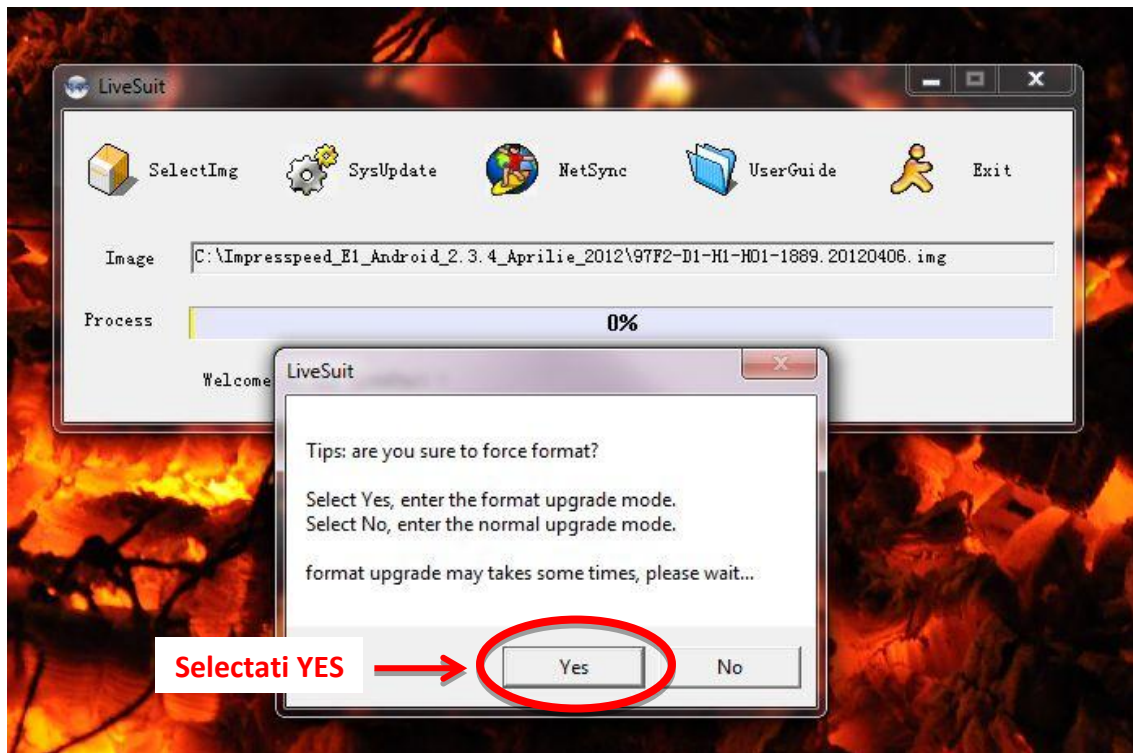 LiveSuit
SelectImg SysUpdate NetSync UserGuide Exit
Image C:\Impresspeed_E1_Android_2.3.4_Aprilie_2012\97F2-D1-H1-H01-1889.20120406.img
Process 0%
Welcome
LiveSuit
Tips: are you sure to force format?
Select Yes, enter the format upgrade mode.
Select No, enter the normal upgrade mode.
format upgrade may takes some times, please wait...
Selectati YES Yes No